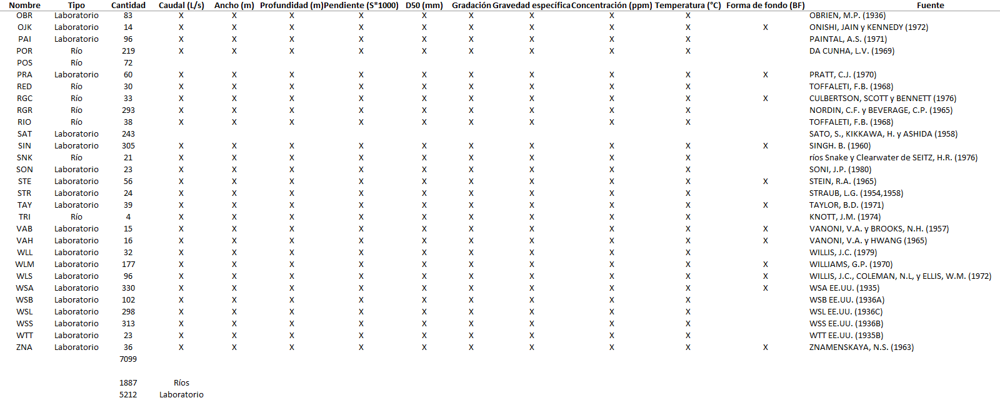 Nombre Tipo Cantidad Caudal (L/s) Ancho (m) Profundidad (m) Pendiente (S*1000) D50 (mm) Gradación Gravedad específica Concentración (ppm) Temperatura (°C) Forma de fondo (BF) Fuente
OBR Laboratorio 83 X X X X X X X X X OBRIEN, M.P. (1936)
OJK Laboratorio 14 X X X X X X X X X X ONISHI, JAIN y KENNEDY (1972)
PAI Laboratorio 96 X X X X X X X X X PAINTAL, A.S. (1971)
POR Río 219 X X X X X X X X X DA CUNHA, L.V. (1969)
POS Río 72
PRA Laboratorio 60 X X X X X X X X X X PRATT, C.J. (1970)
RED Río 30 X X X X X X X X X TOFFALETI, F.B. (1968)
RGC Río 33 X X X X X X X X X X CULBERTSON, SCOTT y BENNETT (1976)
RGR Río 293 X X X X X X X X X NORDIN, C.F. y BEVERAGE, C.P. (1965)
RIO Río 38 X X X X X X X X X TOFFALETI, F.B. (1968)
SAT Laboratorio 243 SATO, S., KIKKAWA, H. y ASHIDA (1958)
SIN Laboratorio 305 X X X X X X X X X X SINGH. B. (1960)
SNK Río 21 X X X X X X X X X ríos Snake y Clearwater de SEITZ, H.R. (1976)
SON Laboratorio 23 X X X X X X X X X SONI, J.P. (1980)
STE Laboratorio 56 X X X X X X X X X X STEIN, R.A. (1965)
STR Laboratorio 24 X X X X X X X X X STRAUB, L.G. (1954,1958)
TAY Laboratorio 39 X X X X X X X X X X TAYLOR, B.D. (1971)
TRI Río 4 X X X X X X X X X KNOTT, J.M. (1974)
VAB Laboratorio 15 X X X X X X X X X X VANONI, V.A. y BROOKS, N.H. (1957)
VAH Laboratorio 16 X X X X X X X X X X VANONI, V.A. y HWANG (1965)
WLL Laboratorio 32 X X X X X X X X X WILLIS, J.C. (1979)
WLM Laboratorio 177 X X X X X X X X X X WILLIAMS, G.P. (1970)
WLS Laboratorio 96 X X X X X X X X X X WILLIS, J.C., COLEMAN, N.L, y ELLIS, W.M. (1972)
WSA Laboratorio 330 X X X X X X X X X X WSA EE.UU. (1935)
WSB Laboratorio 102 X X X X X X X X X WSB EE.UU. (1936A)
WSL Laboratorio 298 X X X X X X X X X WSL EE.UU. (1936C)
WSS Laboratorio 313 X X X X X X X X X WSS EE.UU. (1936B)
WTT Laboratorio 23 X X X X X X X X X WTT EE.UU. (1935B)
ZNA Laboratorio 36 X X X X X X X X X X ZNAMENSKAYA, N.S. (1963)
7099
1887 Ríos
5212 Laboratorio